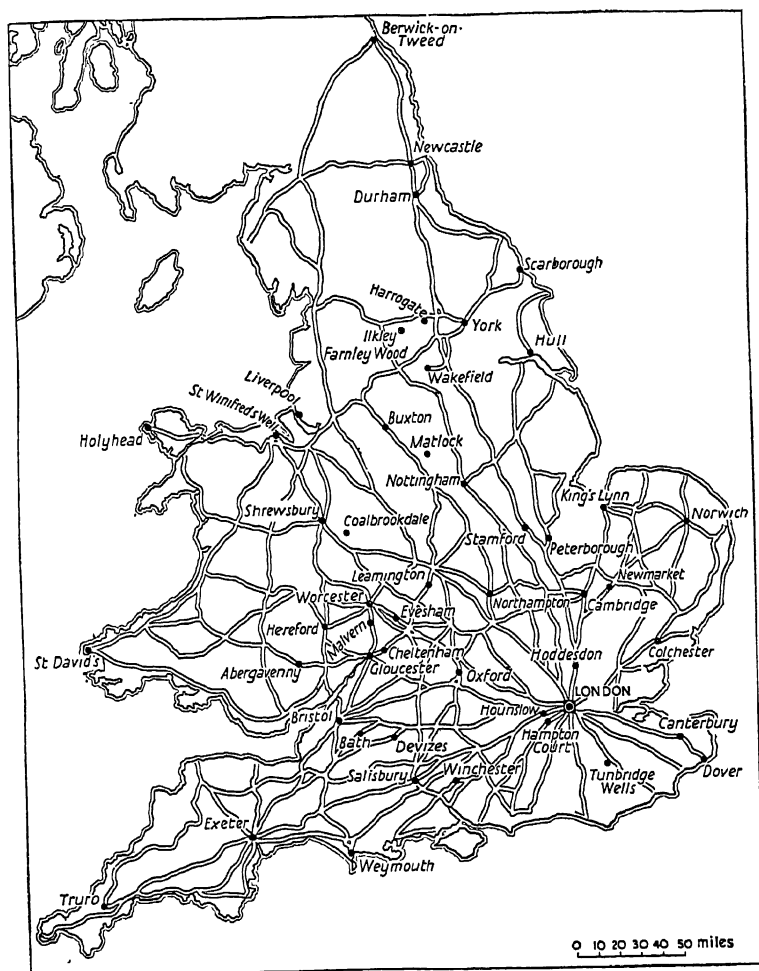 Berwick-on-
Tweed
Newcastle
Durham
Scarborough
Harrogate
York
Ilkley
Farnley Wood
Hull
Wakefield
Liverpool
St Winifred's Well
Buxton
Holyhead
Matlock
Nottingham
King's Lynn
Norwich
Shrewsbury
Coalbrookdale
Stamford
Peterborough
Leamington
Newmarket
Worcester
Northampton
Cambridge
Evesham
Hereford
Malvern
St David's
Cheltenham
Hoddesdon
Colchester
Abergavenny
Gloucester
Oxford
LONDON
Bristol
Hounslow
Canterbury
Bath
Devizes
Hampton
Court
Salisbury
Winchester
Tunbridge
Wells
Dover
Exeter
Weymouth
Truro
0 10 20 30 40 50 miles